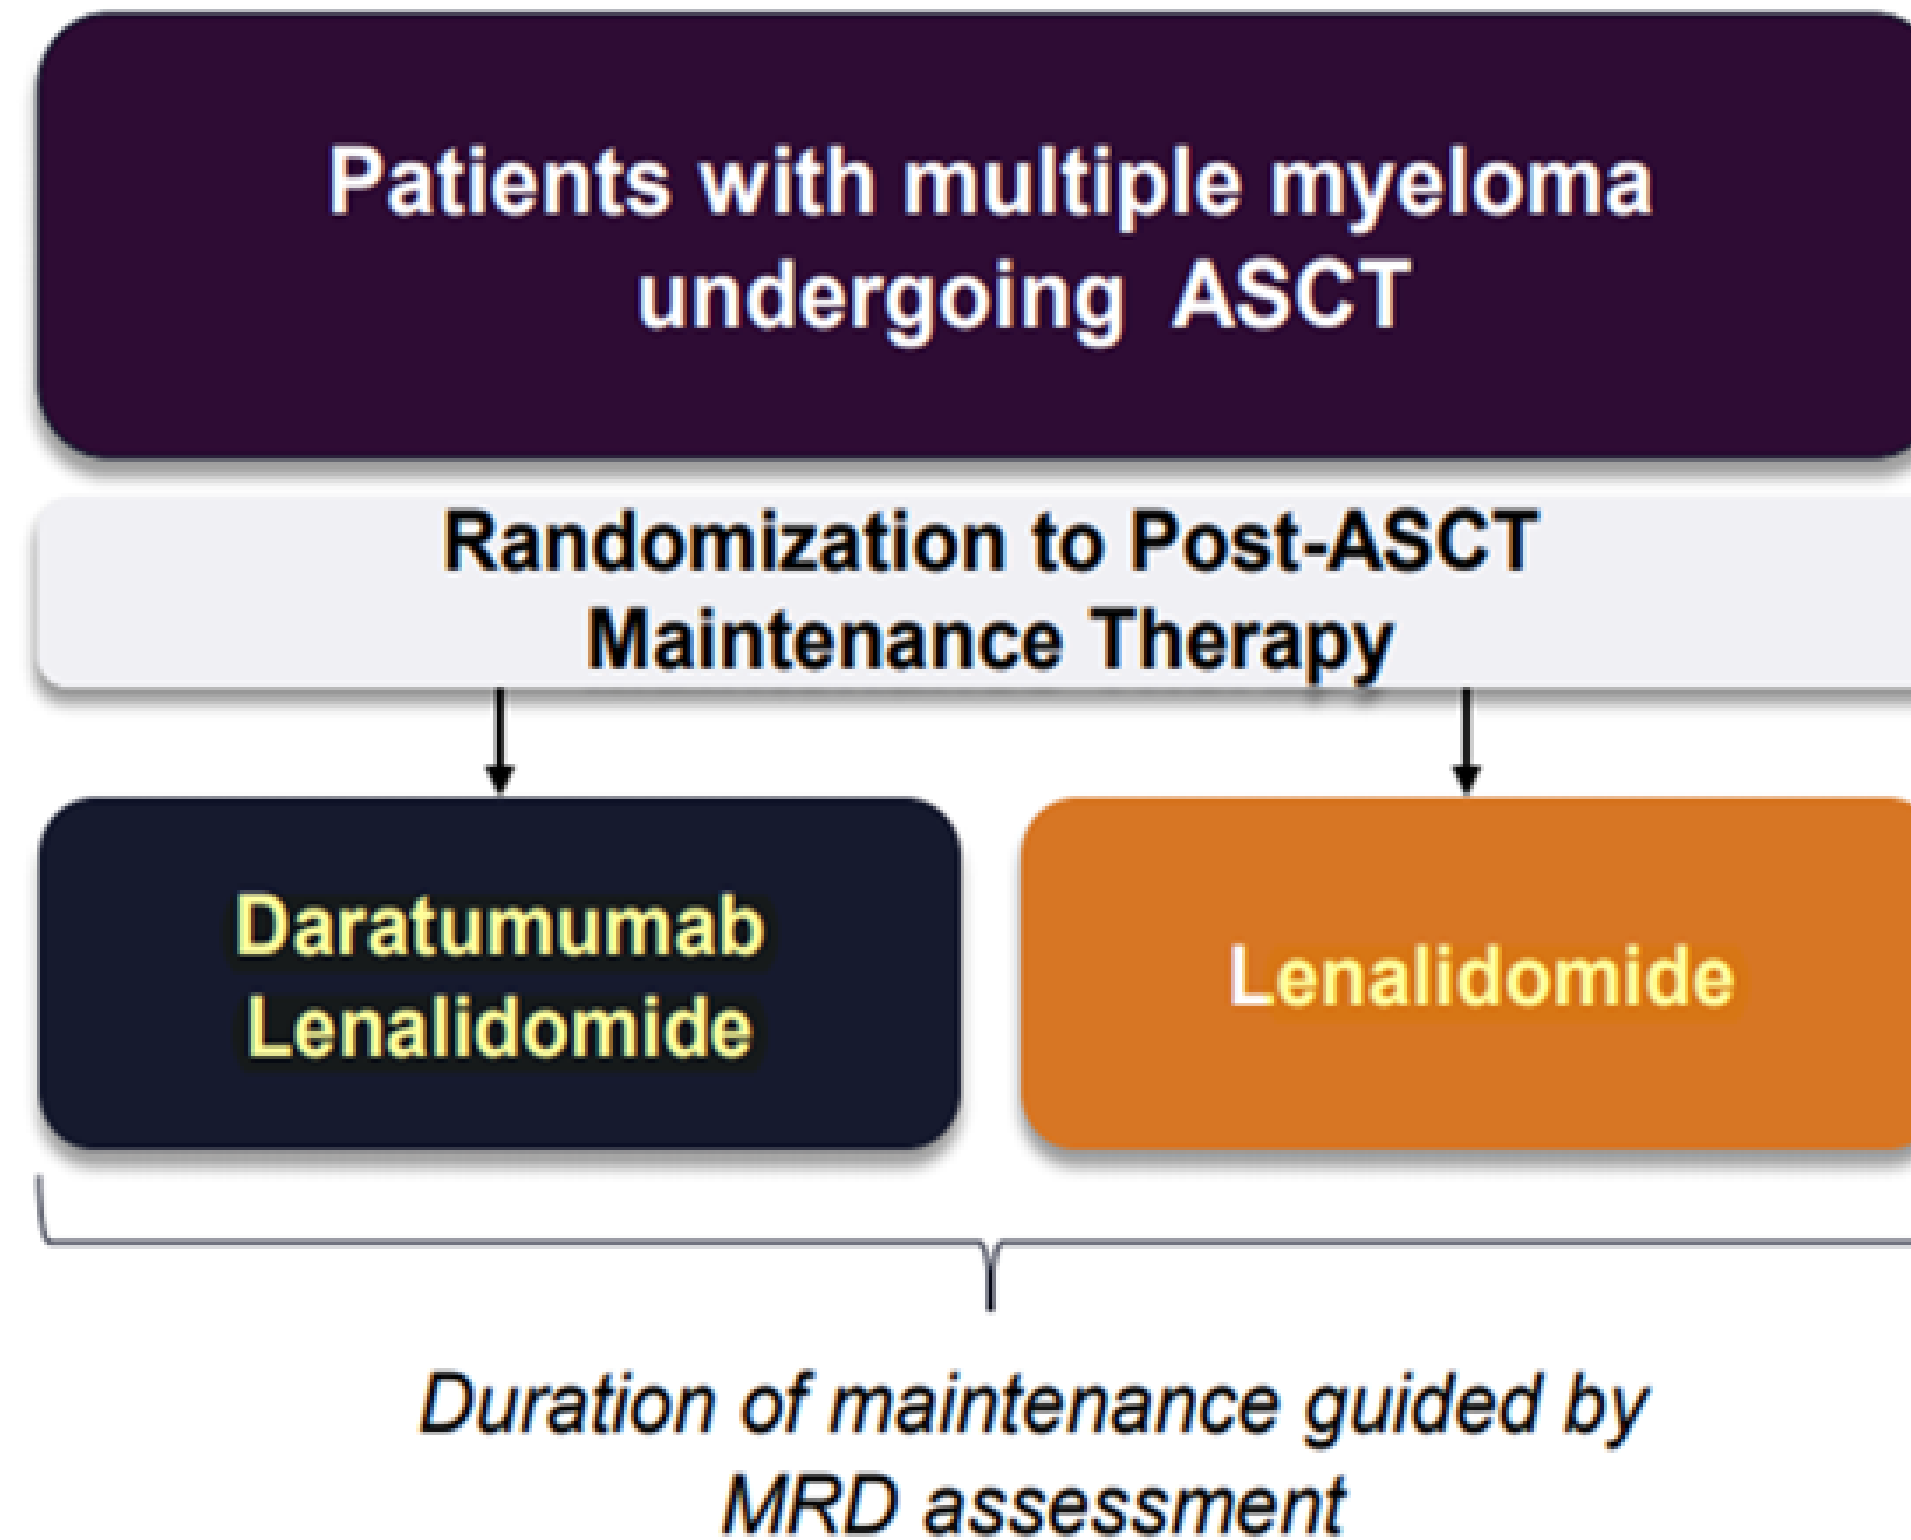 Patients with multiple myeloma
undergoing ASCT
Randomization to Post-ASCT
Maintenance Therapy
Daratumumab
Lenalidomide
Lenalidomide
Duration of maintenance guided by
MRD assessment